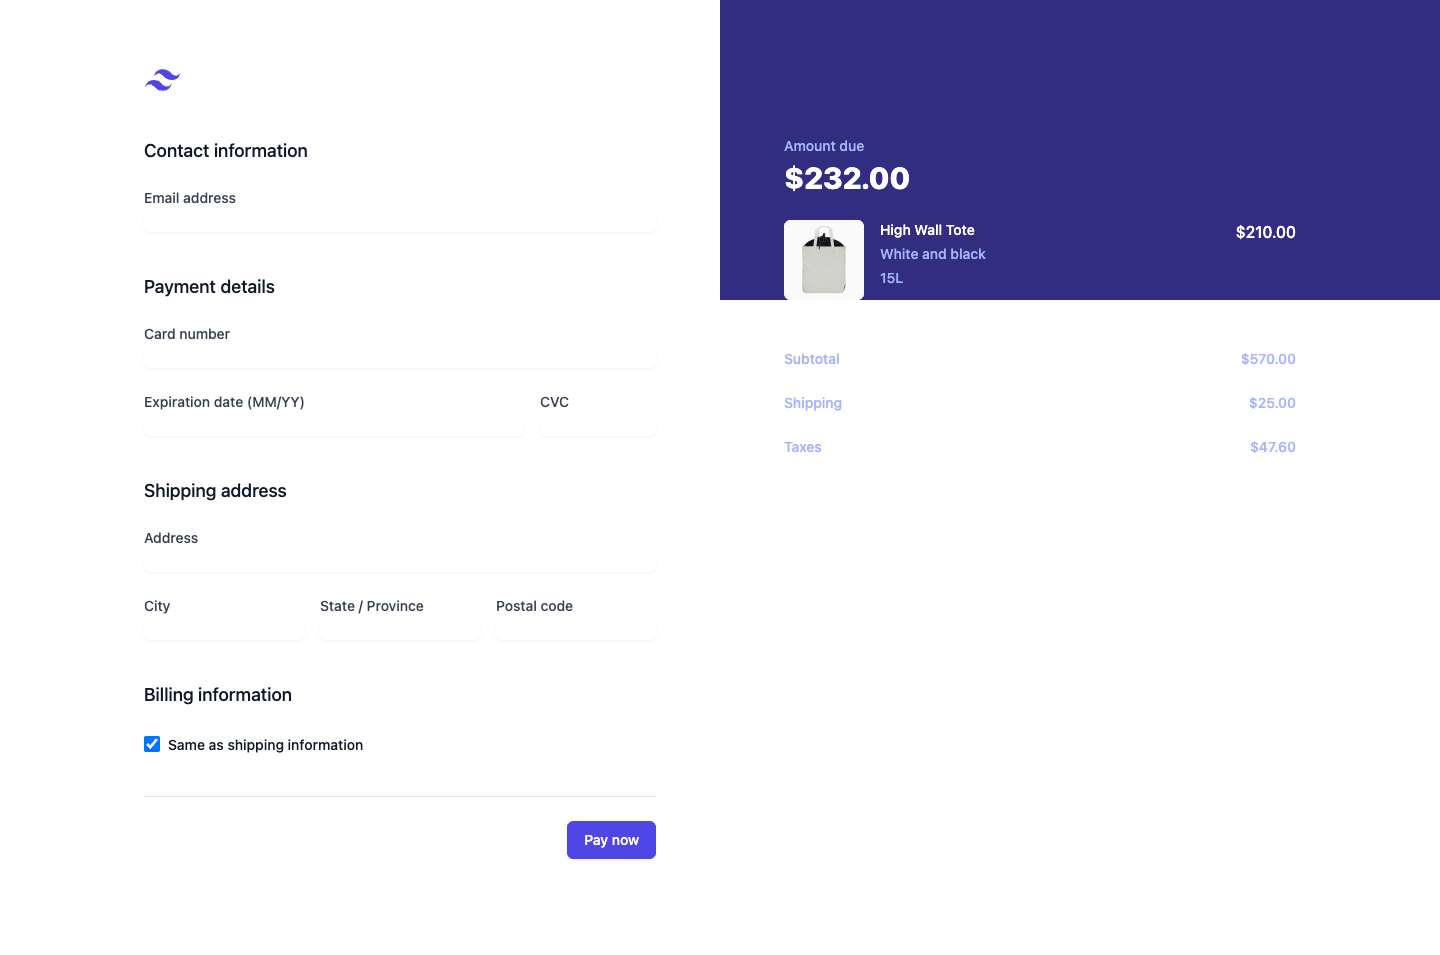 Contact information
Email address
Payment details
Card number
Expiration date (MM/YY)
CVC
Shipping address
Address
City
State / Province
Postal code
Billing information
Same as shipping information
Pay now
Amount due
$232.00
High Wall Tote
$210.00
White and black
15L
Subtotal
$570.00
Shipping
$25.00
Taxes
$47.60